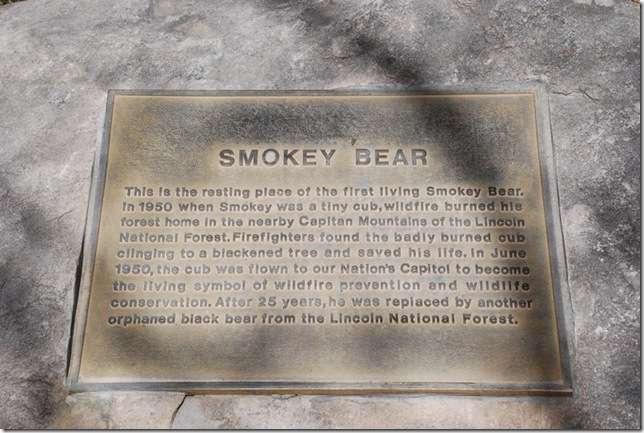 SMOKEY BEAR
This is the resting place of the first living Smokey Bear.
In 1950 when Smokey was a tiny cub, wildfire burned his
forest home in the nearby Capitan Mountains of the Lincoln
National Forest. Firefighters found the badly burned cub
clinging to a blackened tree and saved his life. In June
1950, the cub was flown to our Nation's Capitol to become
the living symbol of wildfire prevention and wildlife
conservation. After 25 years, he was replaced by another
orphaned black bear from the Lincoln National Forest.